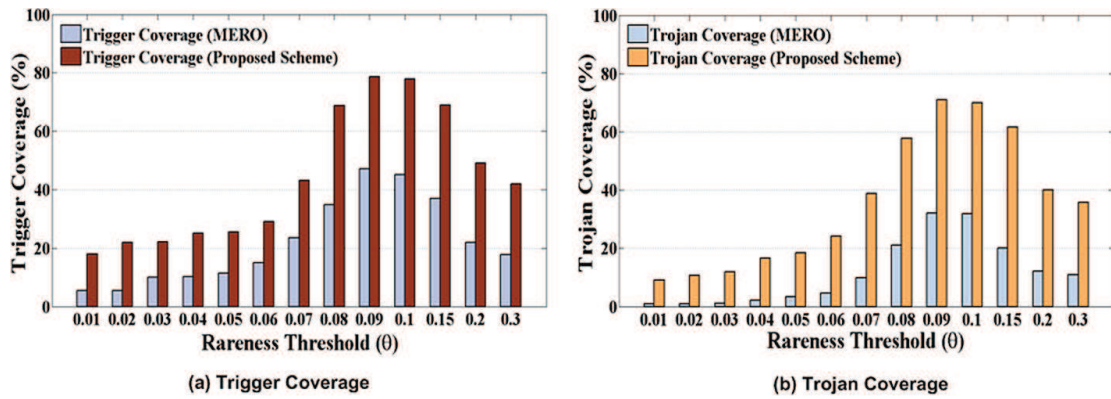 100
80
60
40
20
0
Trigger Coverage (%)
Trigger Coverage (MERO)
Trigger Coverage (Proposed Scheme)
0.01 0.02 0.03 0.04 0.05 0.06 0.07 0.08 0.09 0.1 0.15 0.2 0.3
Rareness Threshold (θ)
(a) Trigger Coverage
100
80
60
40
20
0
Trojan Coverage (%)
Trojan Coverage (MERO)
Trojan Coverage (Proposed Scheme)
0.01 0.02 0.03 0.04 0.05 0.06 0.07 0.08 0.09 0.1 0.15 0.2 0.3
Rareness Threshold (θ)
(b) Trojan Coverage